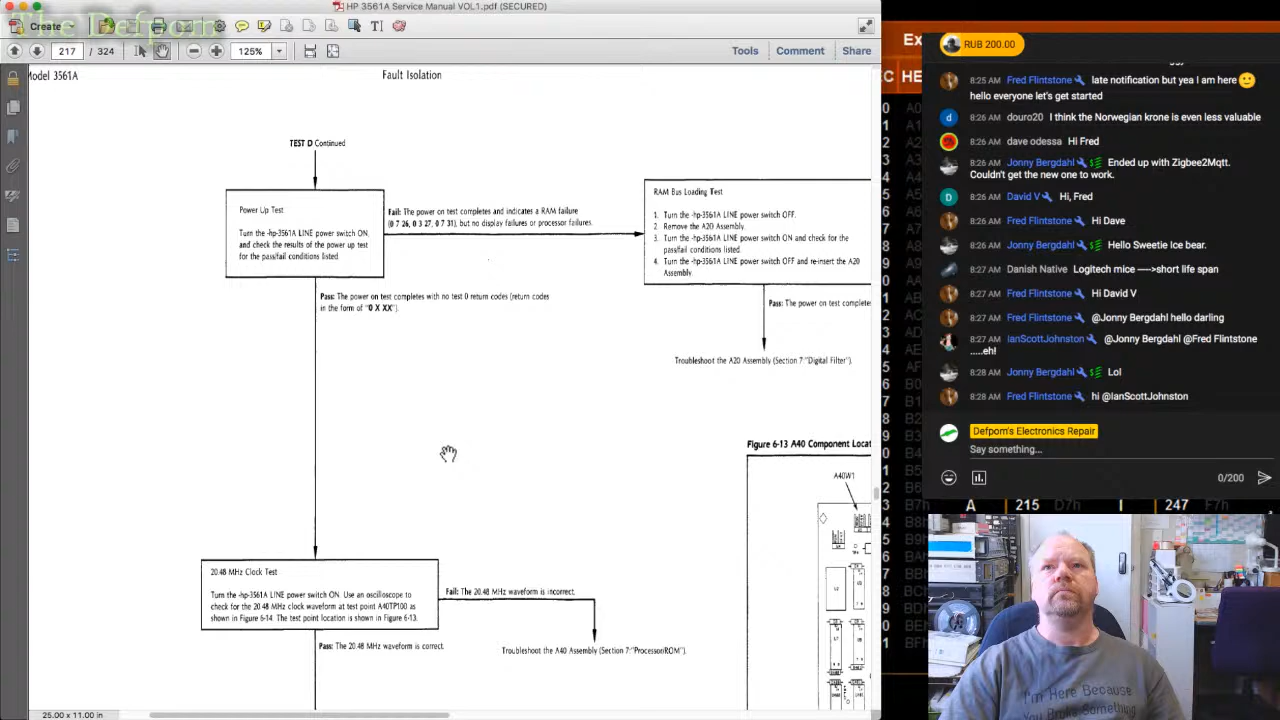 HP 3561A Service Manual VOL1.pdf (SECURED)
The Defpom
Create
217 / 324
125%
Tools
Comment
Share
Model 3561A
Fault Isolation
TEST D Continued
Power Up Test
Turn the -hp-3561A LINE power switch ON,
and check the results of the power up test
for the pass/fail conditions listed.
Fail: The power on test completes and indicates a RAM failure
(0 7 26, 0 3 27, 0 7 31), but no display failures or processor failures.
RAM Bus Loading Test
1. Turn the -hp-3561A LINE power switch OFF.
2. Remove the A20 Assembly.
3. Turn the -hp-3561A LINE power switch ON and check for the
pass/fail conditions listed.
4. Turn the -hp-3561A LINE power switch OFF and re-insert the A20
Assembly.
Pass: The power on test completes with no test 0 return codes (return codes
in the form of "0 X XX").
Pass: The power on test completes
Troubleshoot the A20 Assembly (Section 7:"Digital Filter").
Figure 6-13 A40 Component Locat
A40W1
20.48 MHz Clock Test
Turn the -hp-3561A LINE power switch ON. Use an oscilloscope to
check for the 20.48 MHz clock waveform at test point A40TP100 as
shown in Figure 6-14. The test point location is shown in Figure 6-13.
Fail: The 20.48 MHz waveform is incorrect.
Pass: The 20.48 MHz waveform is correct.
Troubleshoot the A40 Assembly (Section 7:"Processor/ROM").
25.00 x 11.00 in
Ex
RUB 200.00
8:25 AM Fred Flintstone late notification but yea I am here
hello everyone let's get started
8:26 AM douro20 I think the Norwegian krone is even less valuable
8:26 AM dave odessa Hi Fred
8:26 AM Jonny Bergdahl Ended up with Zigbee2Mqtt.
Couldn't get the new one to work.
8:26 AM David V Hi, Fred
8:26 AM Fred Flintstone Hi Dave
8:26 AM Jonny Bergdahl Hello Sweetie Ice bear.
8:27 AM Danish Native Logitech mice —->short life span
8:27 AM Fred Flintstone Hi David V
8:27 AM Fred Flintstone @Jonny Bergdahl hello darling
8:27 AM IanScottJohnston @Jonny Bergdahl @Fred Flintstone
.....eh!
8:28 AM Jonny Bergdahl Lol
8:28 AM Fred Flintstone hi @IanScottJohnston
Defpom's Electronics Repair
Say something...
0/200
A 215 D7h I 247 F7h
I'm Here Because
You Broke Something